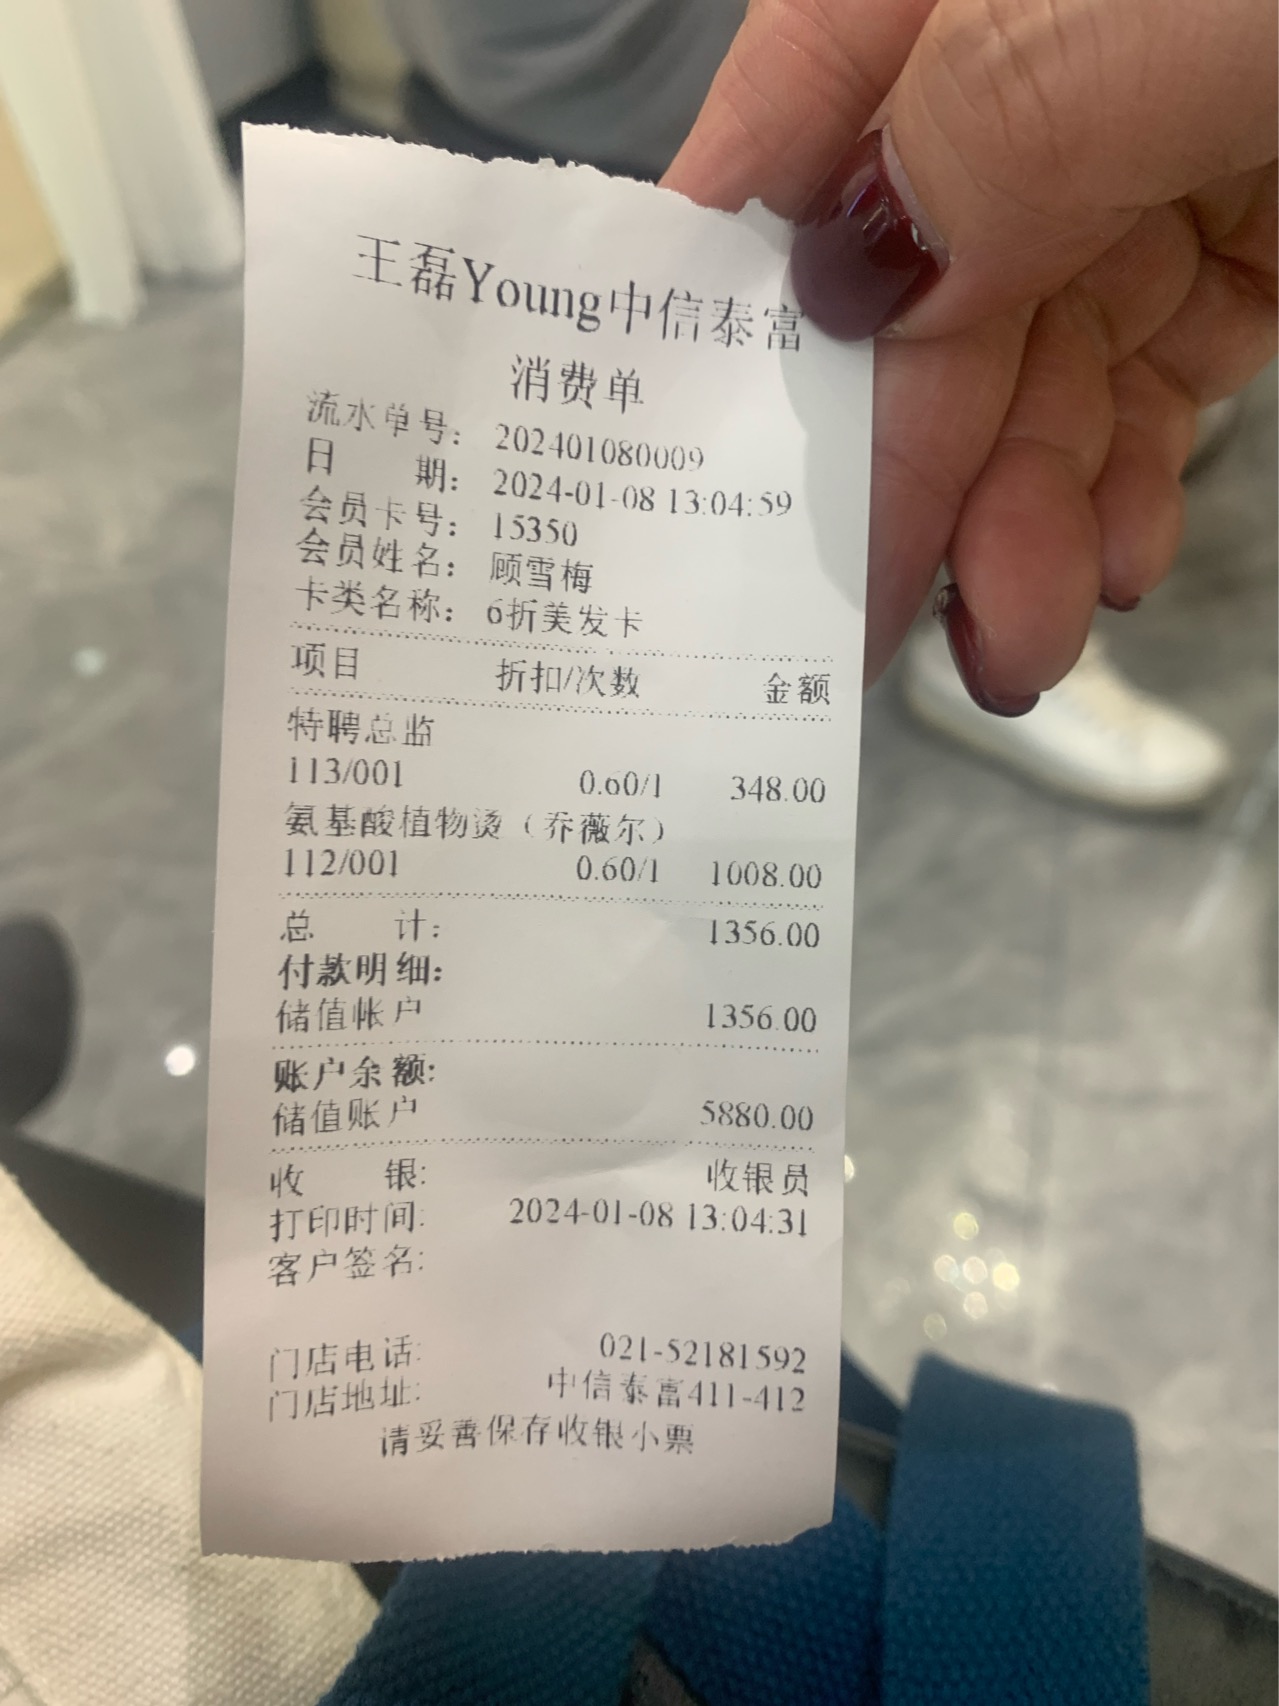 王磊Young中信泰富
消费单
流水单号： 202401080009
日 期： 2024-01-08 13:04:59
会员卡号： 15350
会员姓名： 顾雪梅
卡类名称： 6折美发卡
项目 折扣/次数 金额
特聘总监
113/001 0.60/1 348.00
氨基酸植物烫（乔薇尔）
112/001 0.60/1 1008.00
总 计： 1356.00
付款明细：
储值帐户 1356.00
账户余额：
储值账户 5880.00
收 银： 收银员
打印时间： 2024-01-08 13:04:31
客户签名：
门店电话： 021-52181592
门店地址： 中信泰富411-412
请妥善保存收银小票